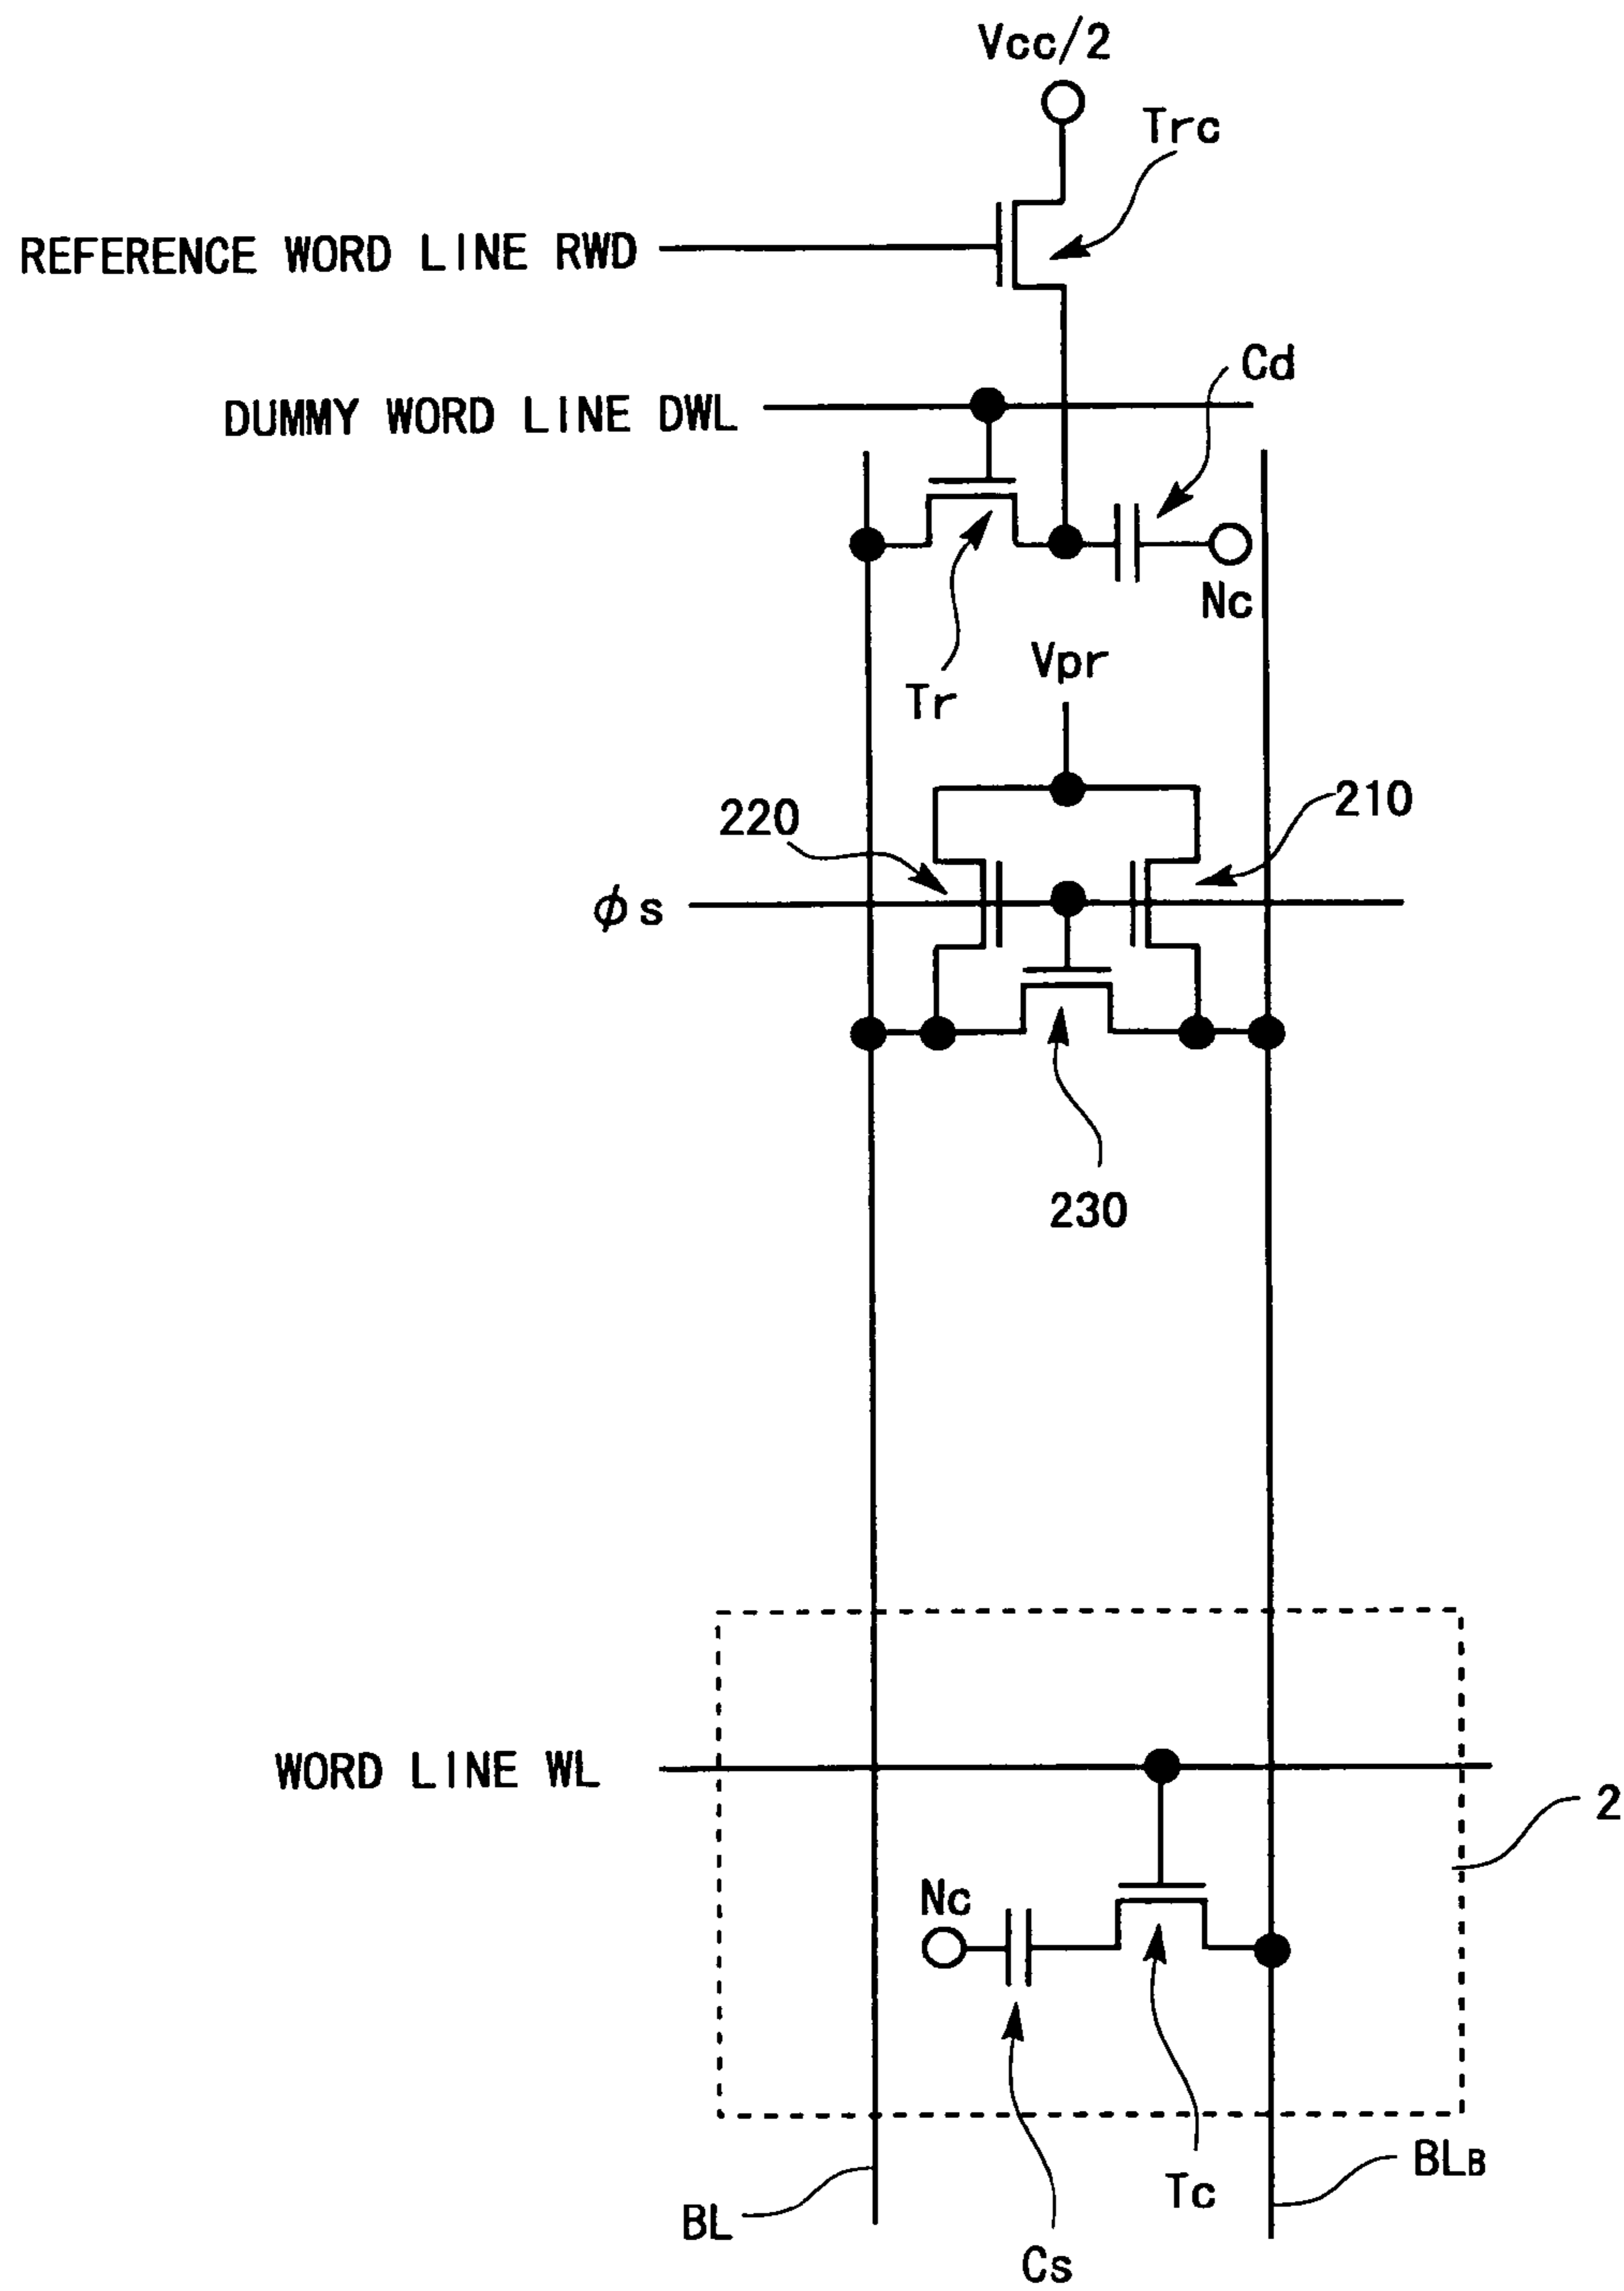 Vcc/2
Trc
REFERENCE WORD LINE RWD
Cd
DUMMY WORD LINE DWL
Nc
Vpr
Tr
220
210
φs
230
WORD LINE WL
2
Nc
BLB
Tc
BL
Cs